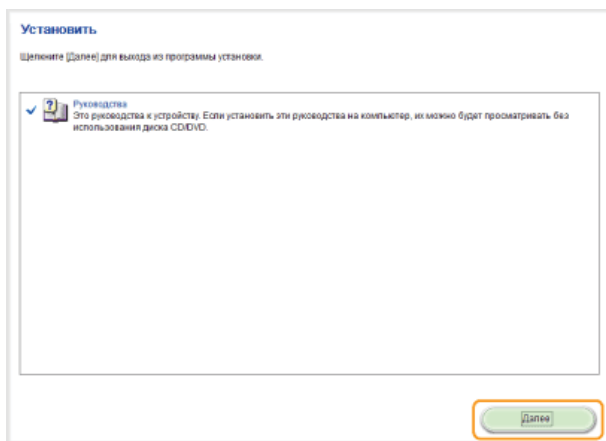 Установить
Щелкните [Далее] для выхода из программы установки.
Руководства
Это руководства к устройству. Если установить эти руководства на компьютер, их можно будет просматривать без
использования диска CD/DVD.
Далее